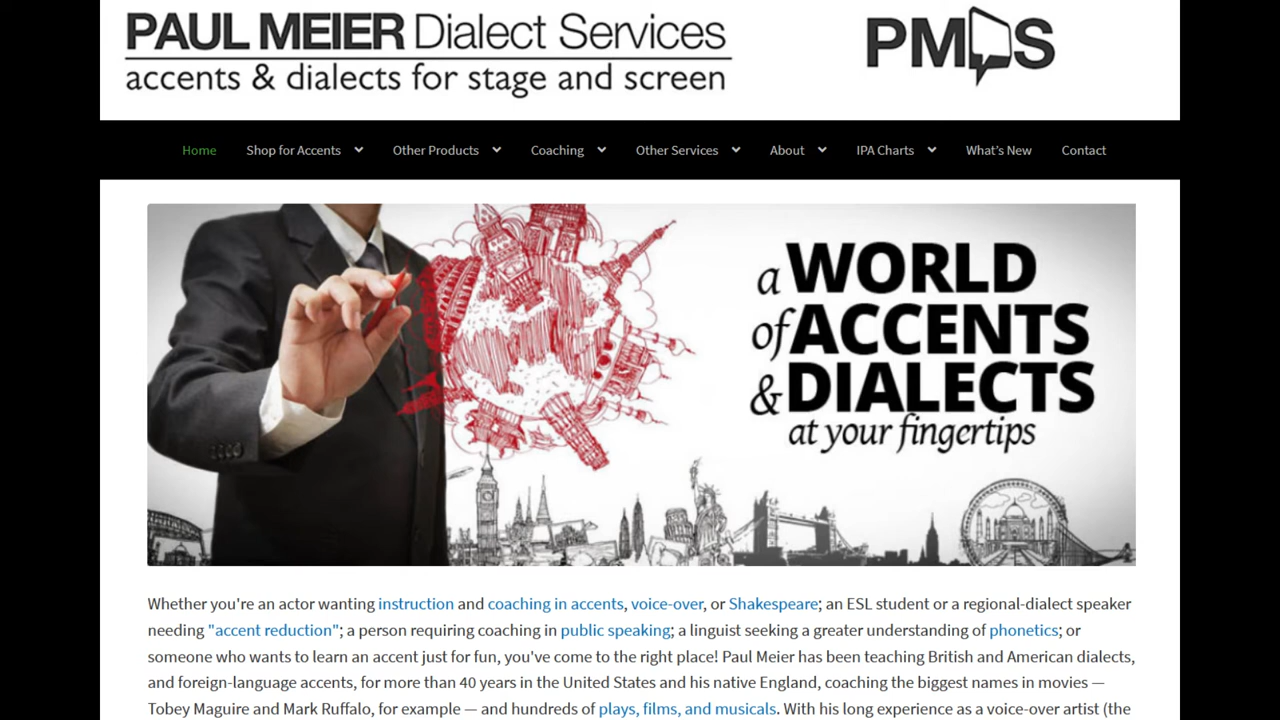 PAUL MEIER Dialect Services
accents & dialects for stage and screen
PMDS
Home Shop for Accents Other Products Coaching Other Services About IPA Charts What's New Contact
a WORLD
of ACCENTS
& DIALECTS
at your fingertips
Whether you're an actor wanting instruction and coaching in accents, voice-over, or Shakespeare; an ESL student or a regional-dialect speaker
needing "accent reduction"; a person requiring coaching in public speaking; a linguist seeking a greater understanding of phonetics; or
someone who wants to learn an accent just for fun, you've come to the right place! Paul Meier has been teaching British and American dialects,
and foreign-language accents, for more than 40 years in the United States and his native England, coaching the biggest names in movies —
Tobey Maguire and Mark Ruffalo, for example — and hundreds of plays, films, and musicals. With his long experience as a voice-over artist (the